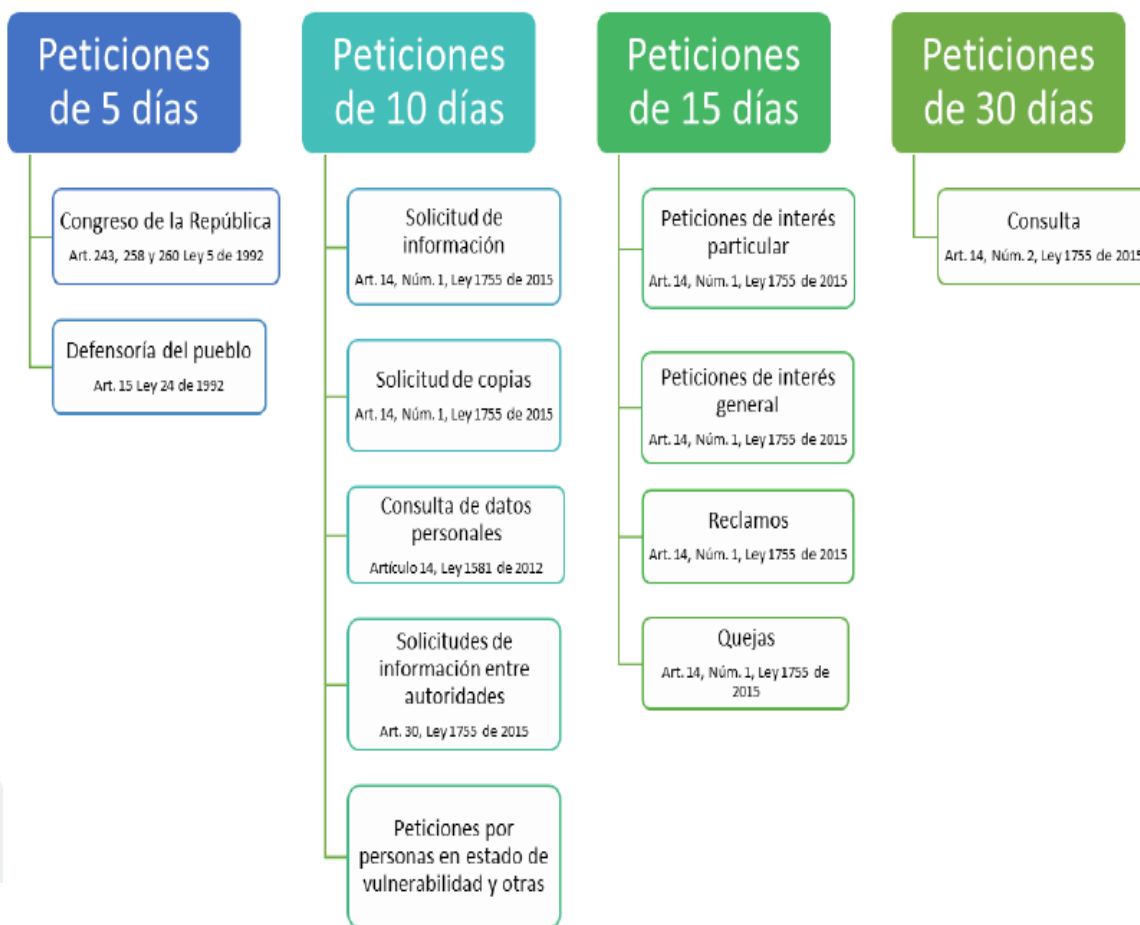 Peticiones
de 5 días
Congreso de la República
Art. 243, 258 y 260 Ley 5 de 1992
Defensoría del pueblo
Art. 15 Ley 24 de 1992
Peticiones
de 10 días
Solicitud de
información
Art. 14, Núm. 1, Ley 1755 de 2015
Solicitud de copias
Art. 14, Núm. 1, Ley 1755 de 2015
Consulta de datos
personales
Artículo 14, Ley 1581 de 2012
Solicitudes de
información entre
autoridades
Art. 30, Ley 1755 de 2015
Peticiones por
personas en estado de
vulnerabilidad y otras
Peticiones
de 15 días
Peticiones de interés
particular
Art. 14, Núm. 1, Ley 1755 de 2015
Peticiones de interés
general
Art. 14, Núm. 1, Ley 1755 de 2015
Reclamos
Art. 14, Núm. 1, Ley 1755 de 2015
Quejas
Art. 14, Núm. 1, Ley 1755 de
2015
Peticiones
de 30 días
Consulta
Art. 14, Núm. 2, Ley 1755 de 2015